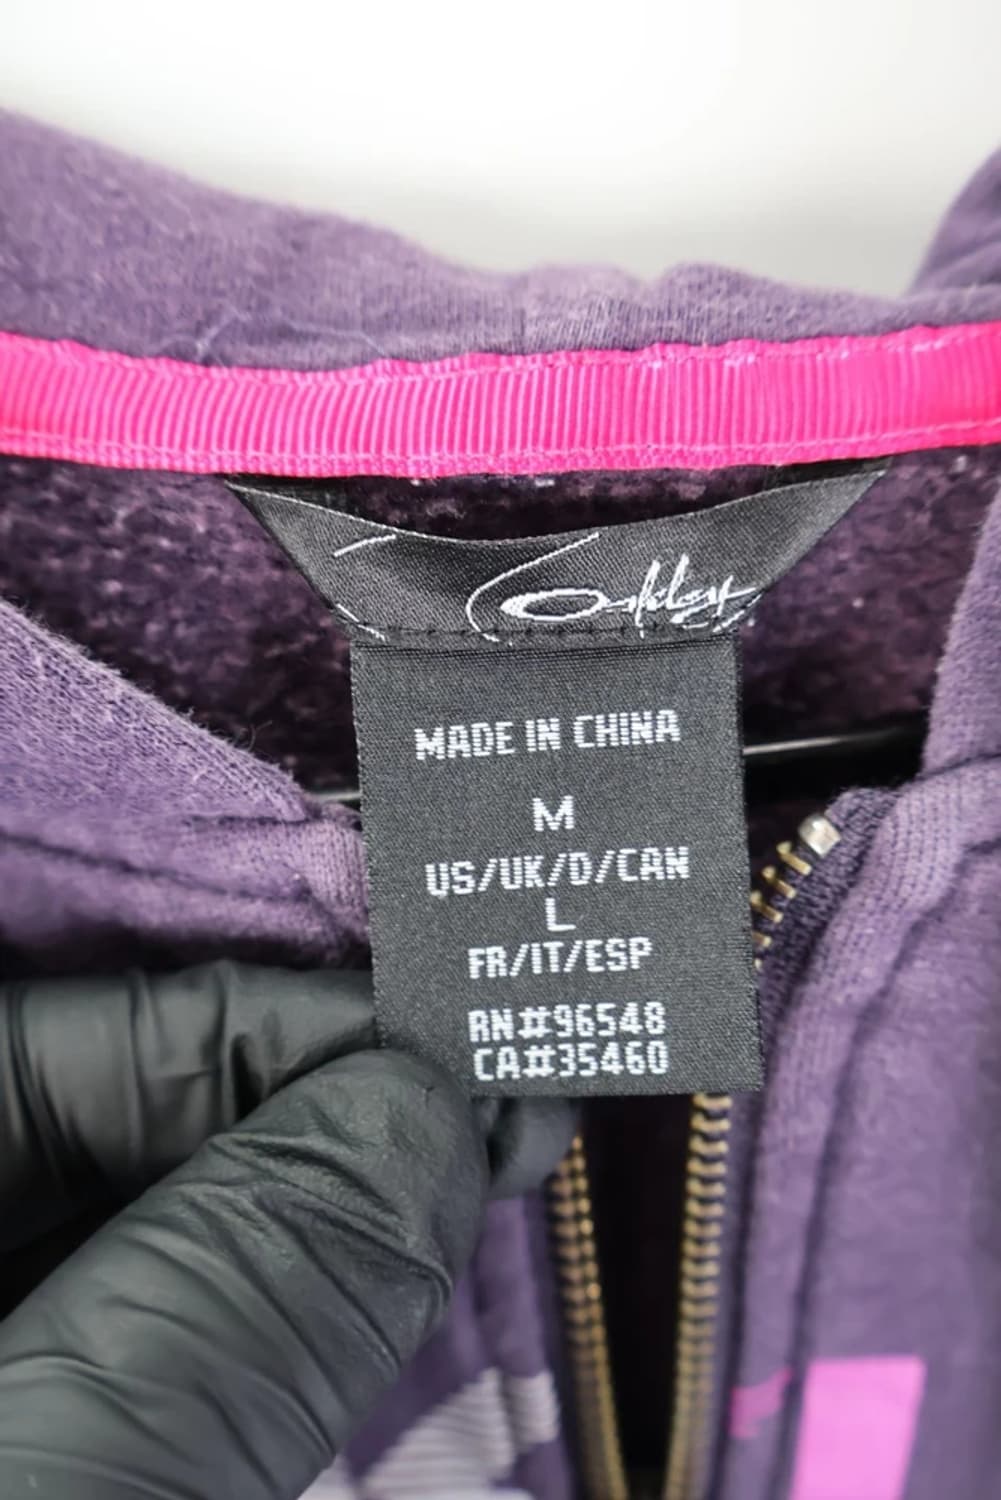 Oakley
MADE IN CHINA
M
US/UK/D/CAN
L
FR/IT/ESP
RN#96548
CA#35460